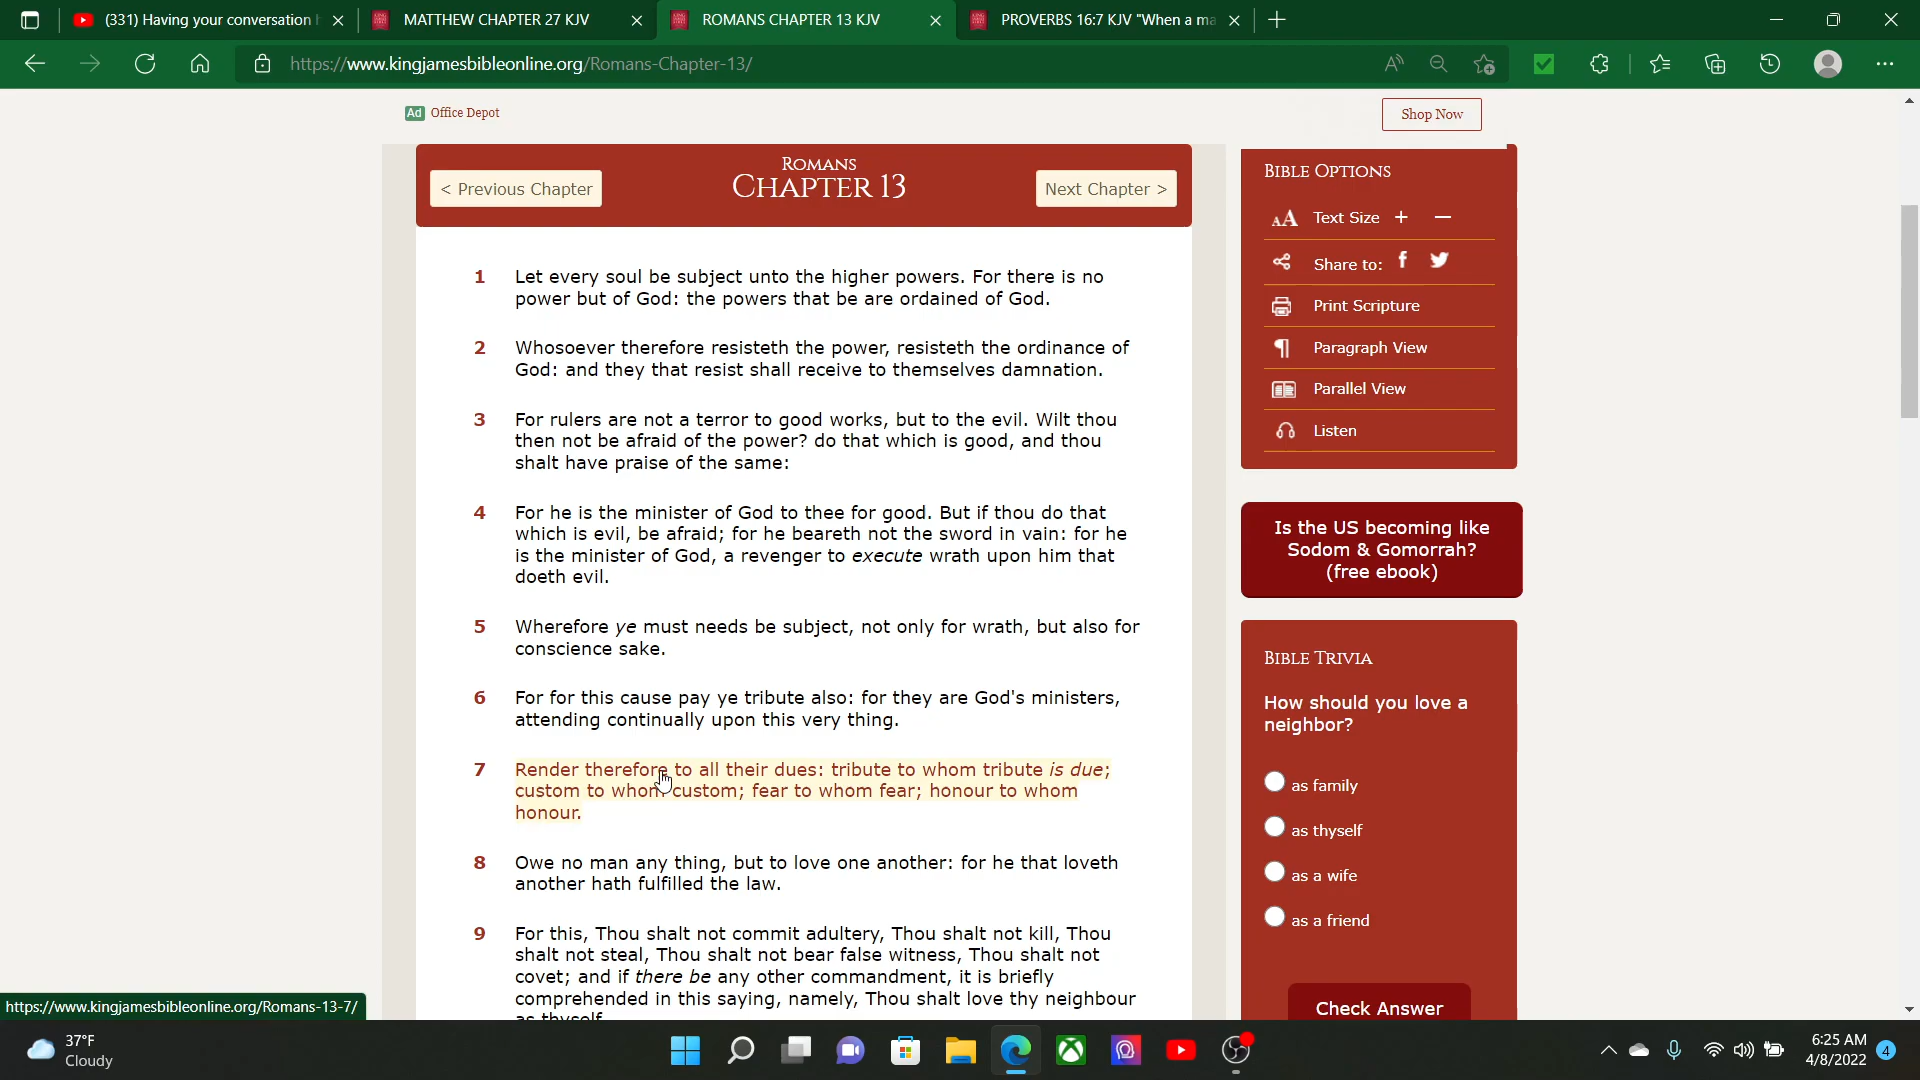 (331) Having your conversation
MATTHEW CHAPTER 27 KJV
ROMANS CHAPTER 13 KJV
PROVERBS 16:7 KJV "When a ma
https://www.kingjamesbibleonline.org/Romans-Chapter-13/
Ad Office Depot
Shop Now
< Previous Chapter
ROMANS
CHAPTER 13
Next Chapter >
1 Let every soul be subject unto the higher powers. For there is no
power but of God: the powers that be are ordained of God.
2 Whosoever therefore resisteth the power, resisteth the ordinance of
God: and they that resist shall receive to themselves damnation.
3 For rulers are not a terror to good works, but to the evil. Wilt thou
then not be afraid of the power? do that which is good, and thou
shalt have praise of the same:
4 For he is the minister of God to thee for good. But if thou do that
which is evil, be afraid; for he beareth not the sword in vain: for he
is the minister of God, a revenger to execute wrath upon him that
doeth evil.
5 Wherefore ye must needs be subject, not only for wrath, but also for
conscience sake.
6 For for this cause pay ye tribute also: for they are God's ministers,
attending continually upon this very thing.
7 Render therefore to all their dues: tribute to whom tribute is due;
custom to whom custom; fear to whom fear; honour to whom
honour.
8 Owe no man any thing, but to love one another: for he that loveth
another hath fulfilled the law.
9 For this, Thou shalt not commit adultery, Thou shalt not kill, Thou
shalt not steal, Thou shalt not bear false witness, Thou shalt not
covet; and if there be any other commandment, it is briefly
comprehended in this saying, namely, Thou shalt love thy neighbour
as thyself
BIBLE OPTIONS
AA Text Size + −
Share to:
Print Scripture
Paragraph View
Parallel View
Listen
Is the US becoming like
Sodom & Gomorrah?
(free ebook)
BIBLE TRIVIA
How should you love a
neighbor?
as family
as thyself
as a wife
as a friend
Check Answer
https://www.kingjamesbibleonline.org/Romans-13-7/
37°F
Cloudy
6:25 AM
4/8/2022
4